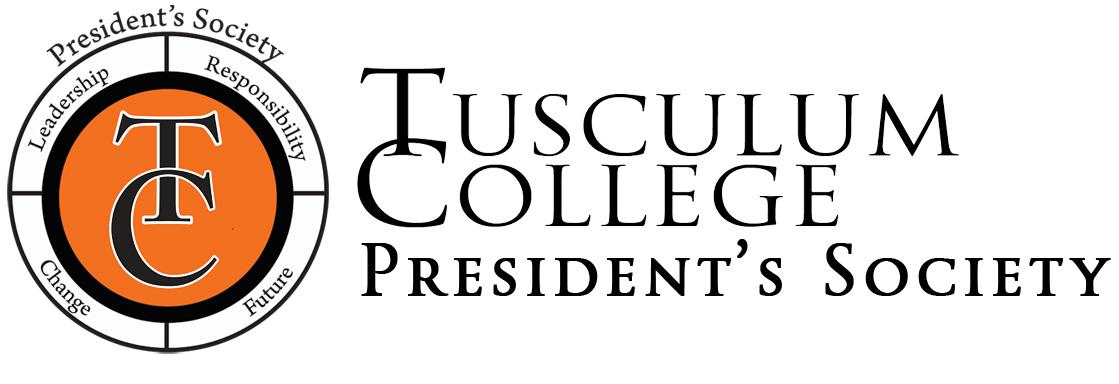 President's Society
Leadership
Responsibility
TC
Change
Future
TUSCULUM
COLLEGE
PRESIDENT'S SOCIETY